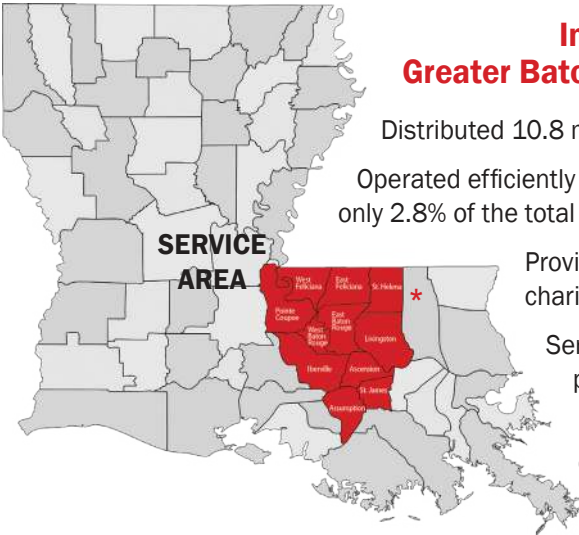 In
Greater Bato
Distributed 10.8 r
Operated efficiently
only 2.8% of the total
SERVICE
AREA
Provi
chari
Ser
p
*
West
Feliciana
East
Feliciana
St. Helena
Pointe
Coupee
West
Baton
Rouge
East
Baton
Rouge
Livingston
Iberville
Ascension
St. James
Assumption